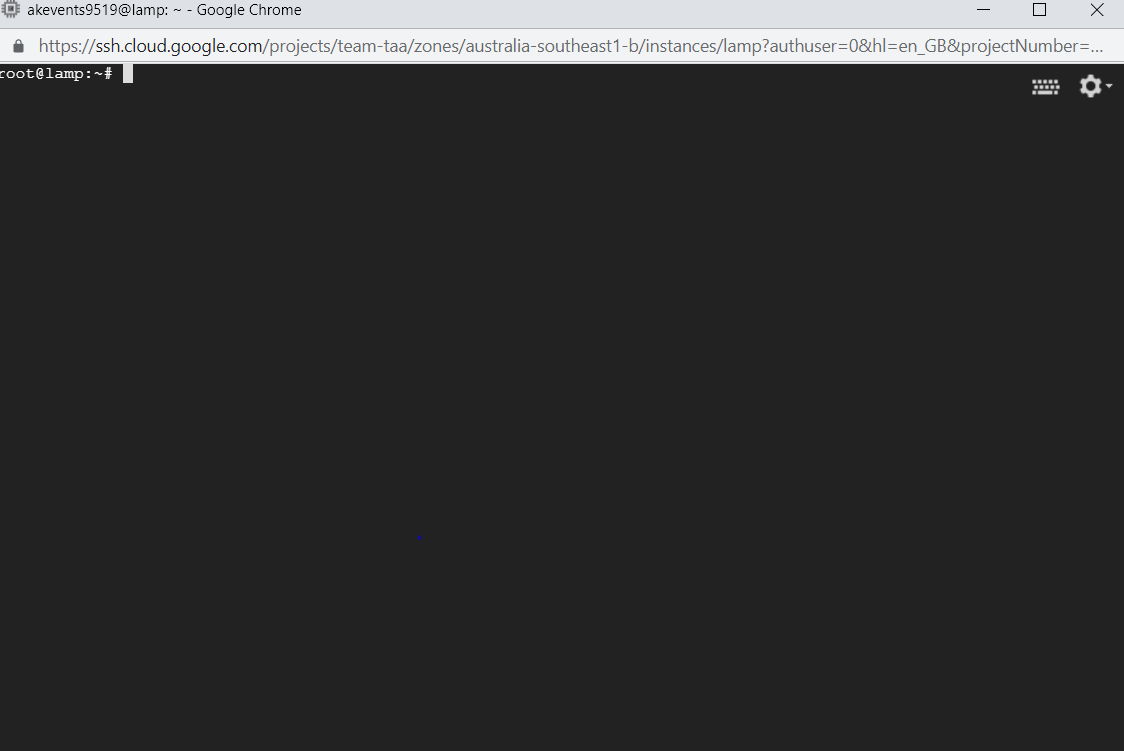 akevents9519@lamp: ~ - Google Chrome
https://ssh.cloud.google.com/projects/team-taa/zones/australia-southeast1-b/instances/lamp?authuser=0&hl=en_GB&projectNumber=...
root@lamp:~#